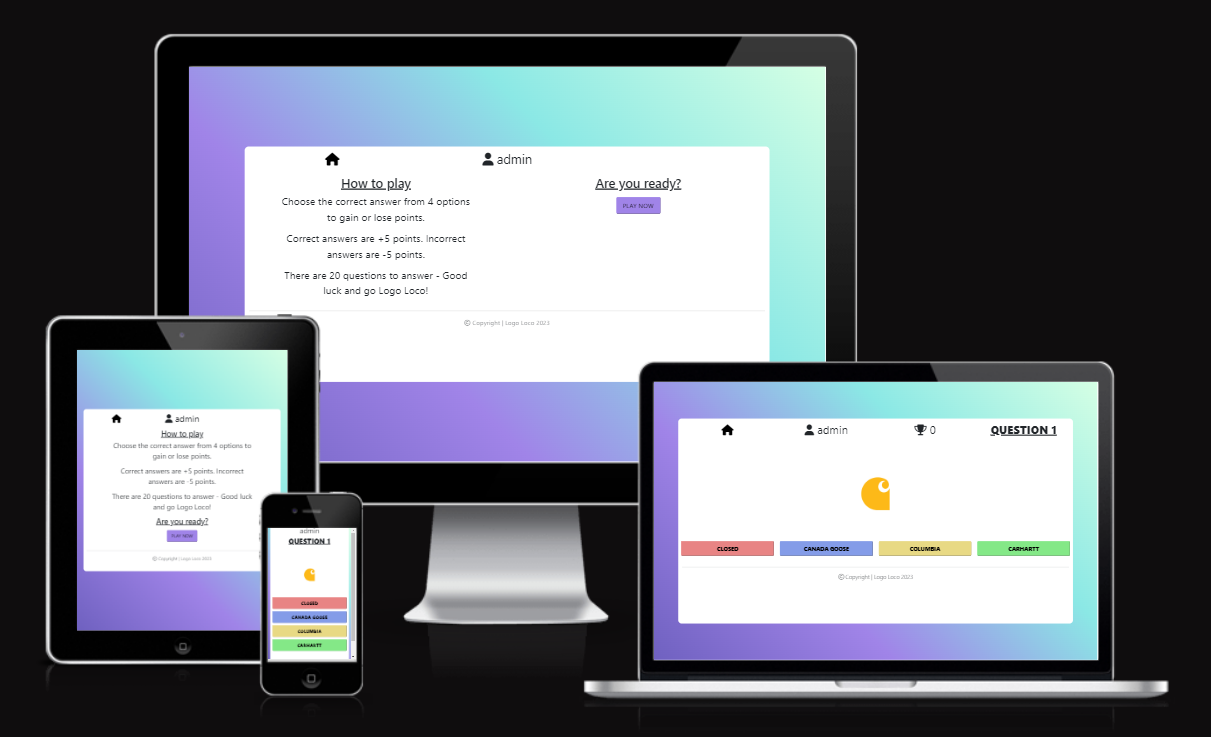 admin
How to play
Choose the correct answer from 4 options
to gain or lose points.
Correct answers are +5 points. Incorrect
answers are -5 points.
There are 20 questions to answer - Good
luck and go Logo Loco!
Are you ready?
PLAY NOW
© Copyright | Logo Loco 2023
admin
How to play
Choose the correct answer from 4 options to
gain or lose points.
Correct answers are +5 points. Incorrect
answers are -5 points.
There are 20 questions to answer - Good luck
and go Logo Loco!
Are you ready?
PLAY NOW
© Copyright | Logo Loco 2023
admin
QUESTION 1
CLOSED
CANADA GOOSE
COLUMBIA
CARHARTT
admin 0 QUESTION 1
CLOSED CANADA GOOSE COLUMBIA CARHARTT
© Copyright | Logo Loco 2023